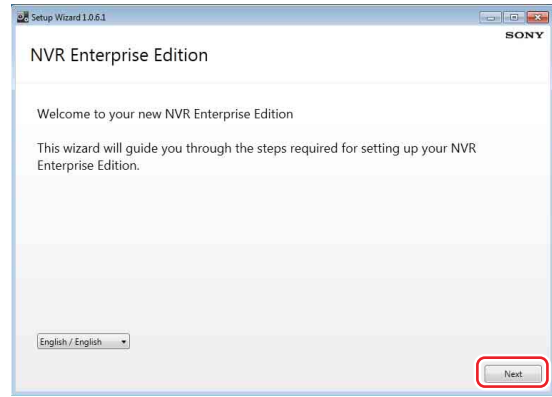 Setup Wizard 1.0.6.1
SONY
NVR Enterprise Edition
Welcome to your new NVR Enterprise Edition
This wizard will guide you through the steps required for setting up your NVR
Enterprise Edition.
English / English
Next